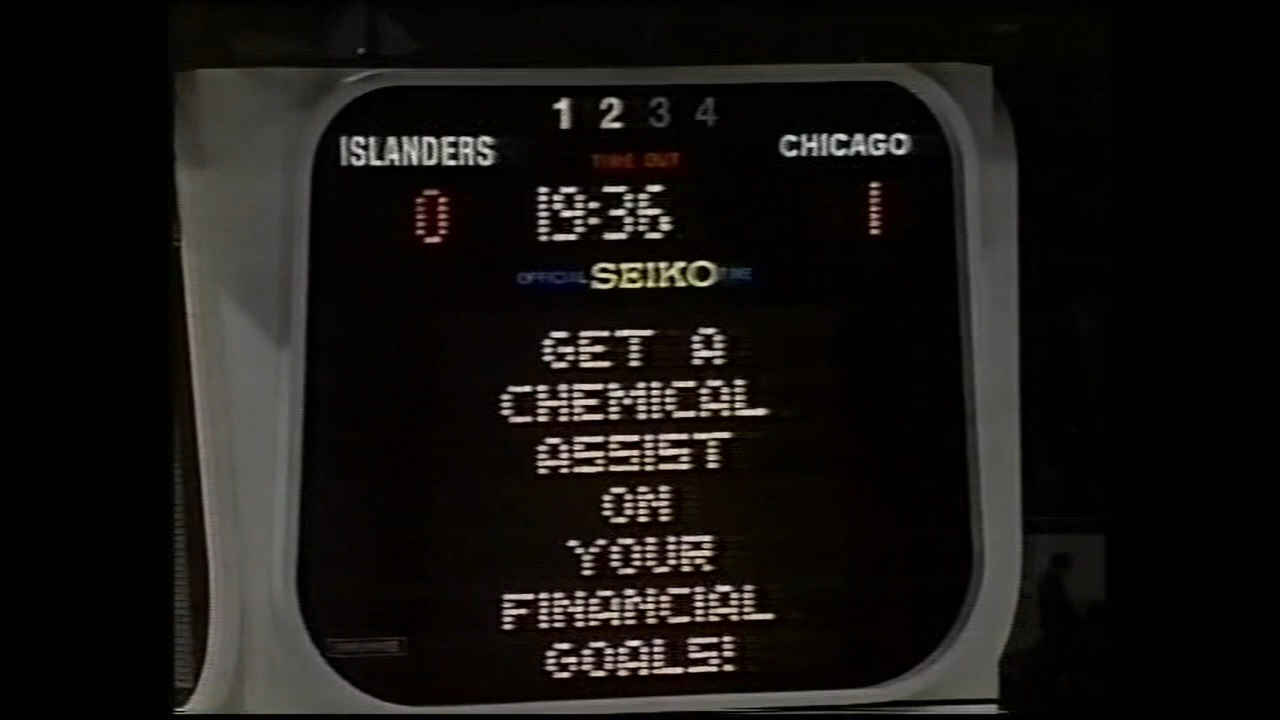 1 2 3 4
ISLANDERS TIME OUT CHICAGO
0 19:36 1
OFFICIAL SEIKO TIME
GET A
CHEMICAL
ASSIST
ON
YOUR
FINANCIAL
GOALS!